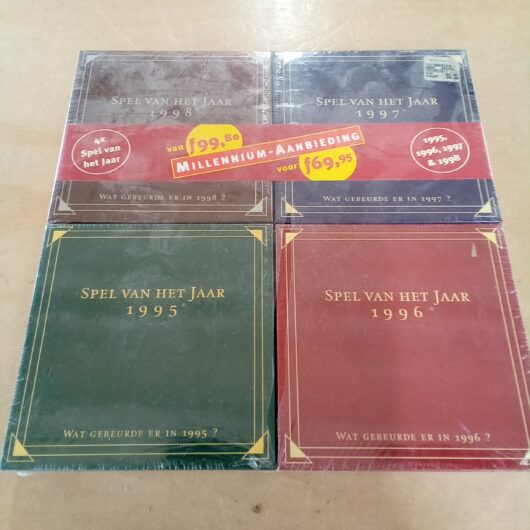 SPEL VAN HET JAAR
1998
SPEL VAN HET JAAR
1997
4x
Spel van
het Jaar
van f99,80
MILLENNIUM-AANBIEDING
voor f69,95
1995,
1996, 1997
& 1998
WAT GEBEURDE ER IN 1998 ?
WAT GEBEURDE ER IN 1997 ?
SPEL VAN HET JAAR
1995
SPEL VAN HET JAAR
1996
WAT GEBEURDE ER IN 1995 ?
WAT GEBEURDE ER IN 1996 ?